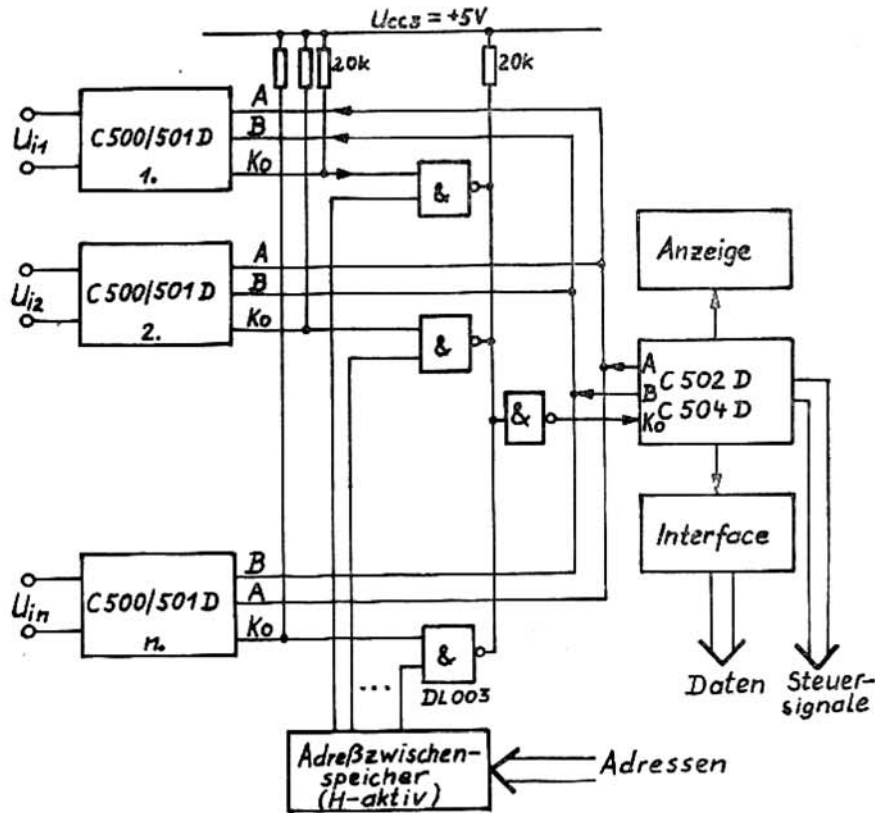 Uccs = +5V
20k
20k
Ui1
C500/501D
1.
A
B
Ko
&
Ui2
C500/501D
2.
A
B
Ko
&
&
Anzeige
A
B
Ko
C502D
C504D
Interface
Uin
C500/501D
n.
B
A
Ko
&
DL003
...
Daten
Steuer-
signale
Adreßzwischen-
speicher
(H-aktiv)
Adressen